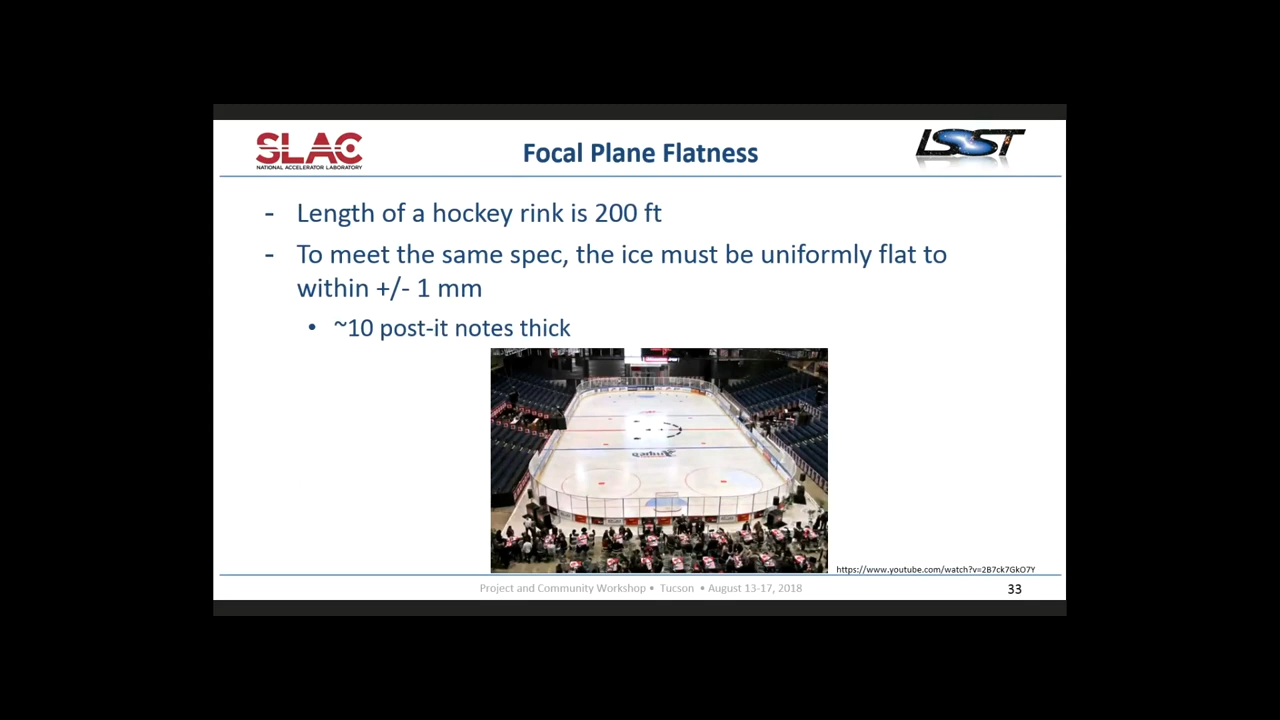 SLAC
NATIONAL ACCELERATOR LABORATORY
Focal Plane Flatness
LSST
- Length of a hockey rink is 200 ft
- To meet the same spec, the ice must be uniformly flat to
within +/- 1 mm
• ~10 post-it notes thick
https://www.youtube.com/watch?v=2B7ck7GkO7Y
Project and Community Workshop • Tucson • August 13-17, 2018
33